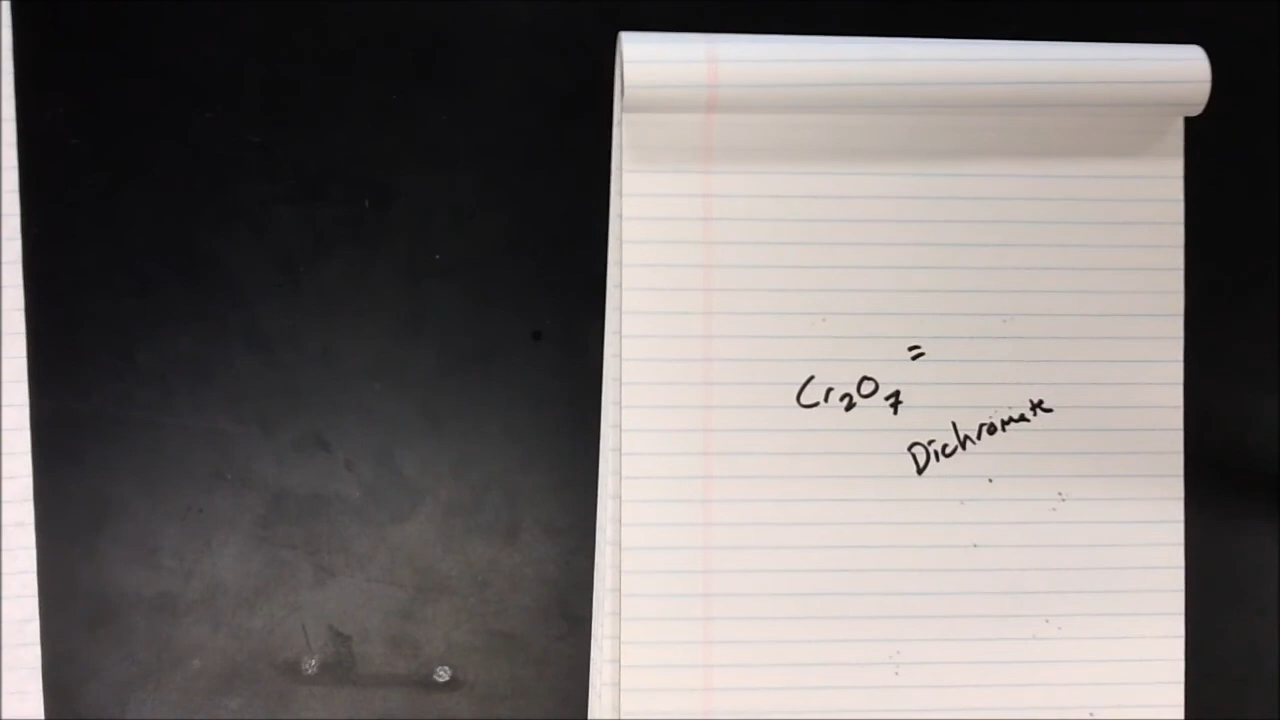 Cr₂O₇⁼
Dichromate